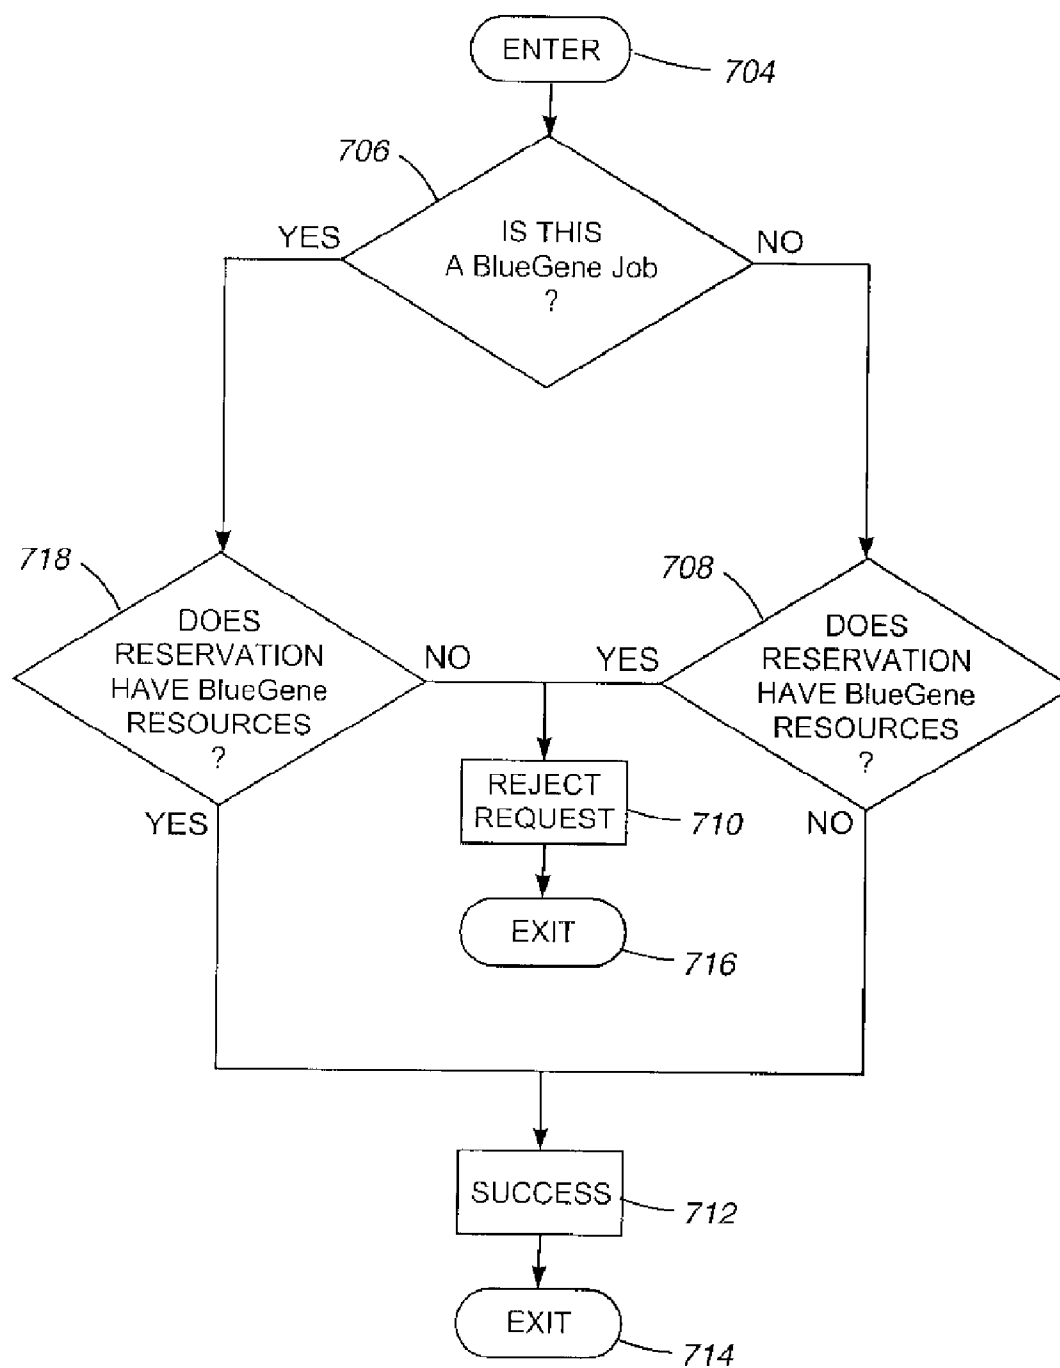 ENTER
704
706
YES
IS THIS
A BlueGene Job
?
NO
718
DOES
RESERVATION
HAVE BlueGene
RESOURCES
?
NO
YES
708
YES
DOES
RESERVATION
HAVE BlueGene
RESOURCES
?
NO
REJECT
REQUEST
710
EXIT
716
SUCCESS
712
EXIT
714